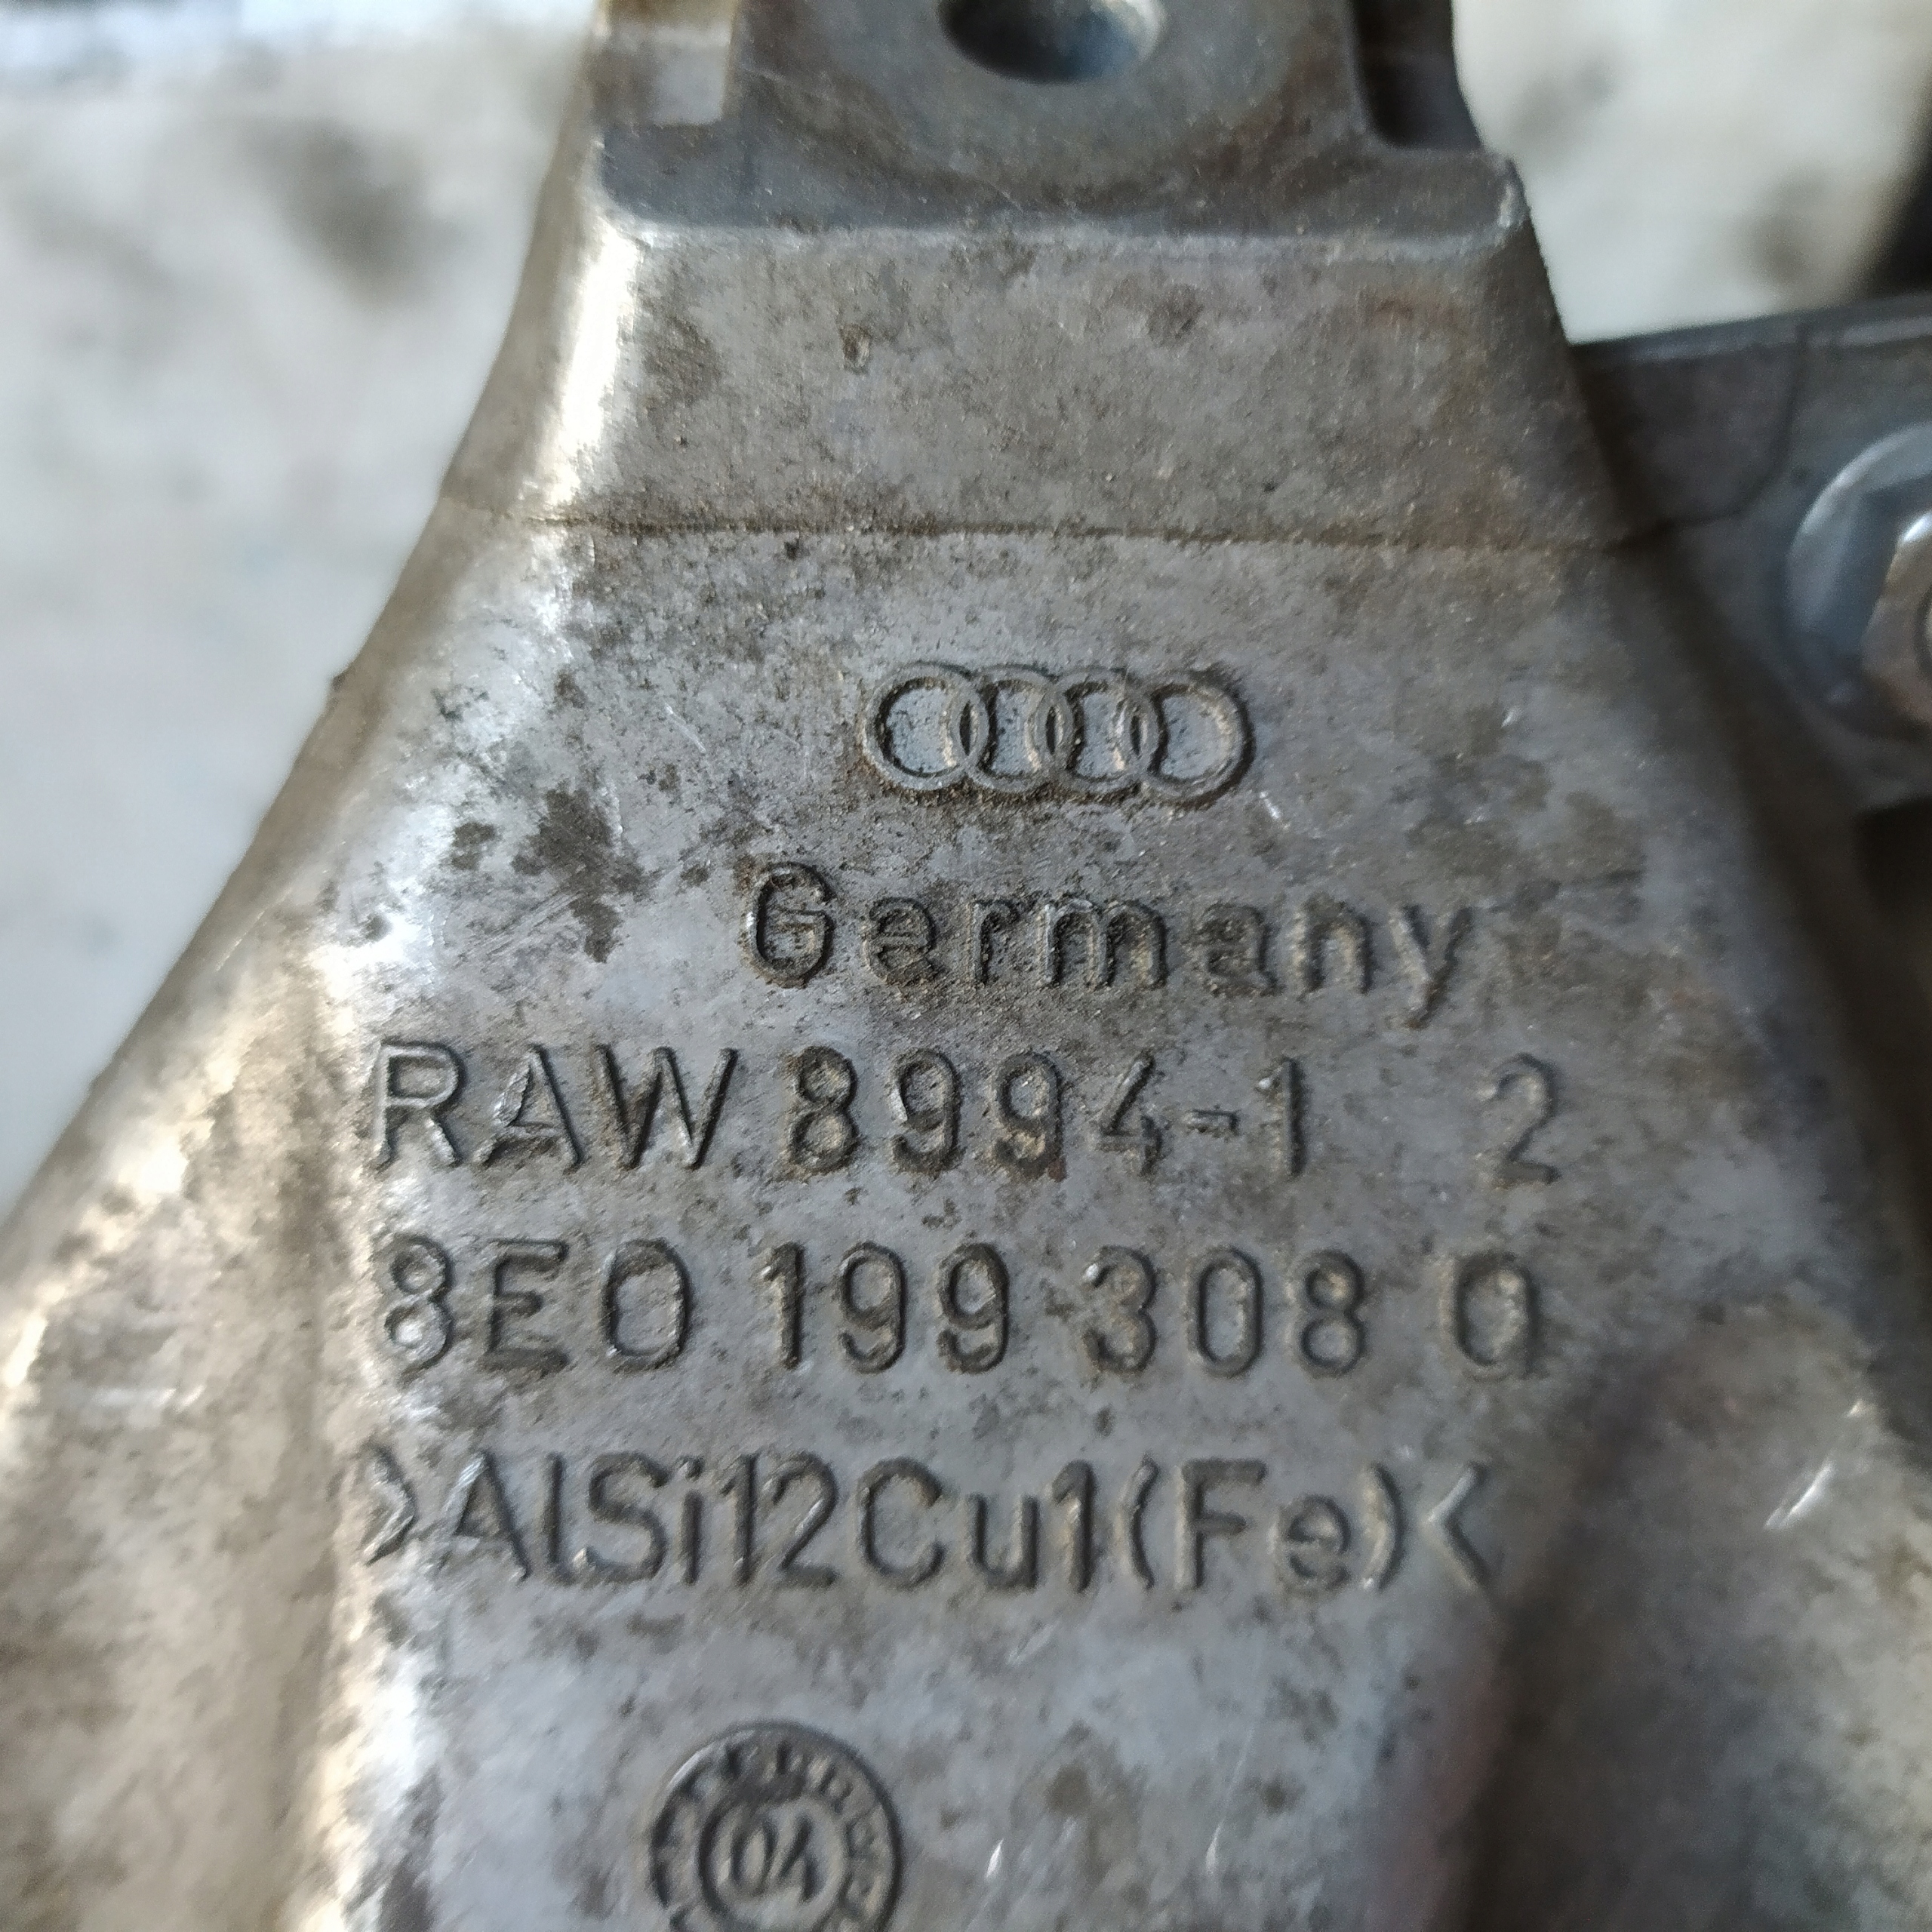 Germany
RAW 8994-1 2
8E0 199 308 Q
>AlSi12Cu1(Fe)<
04